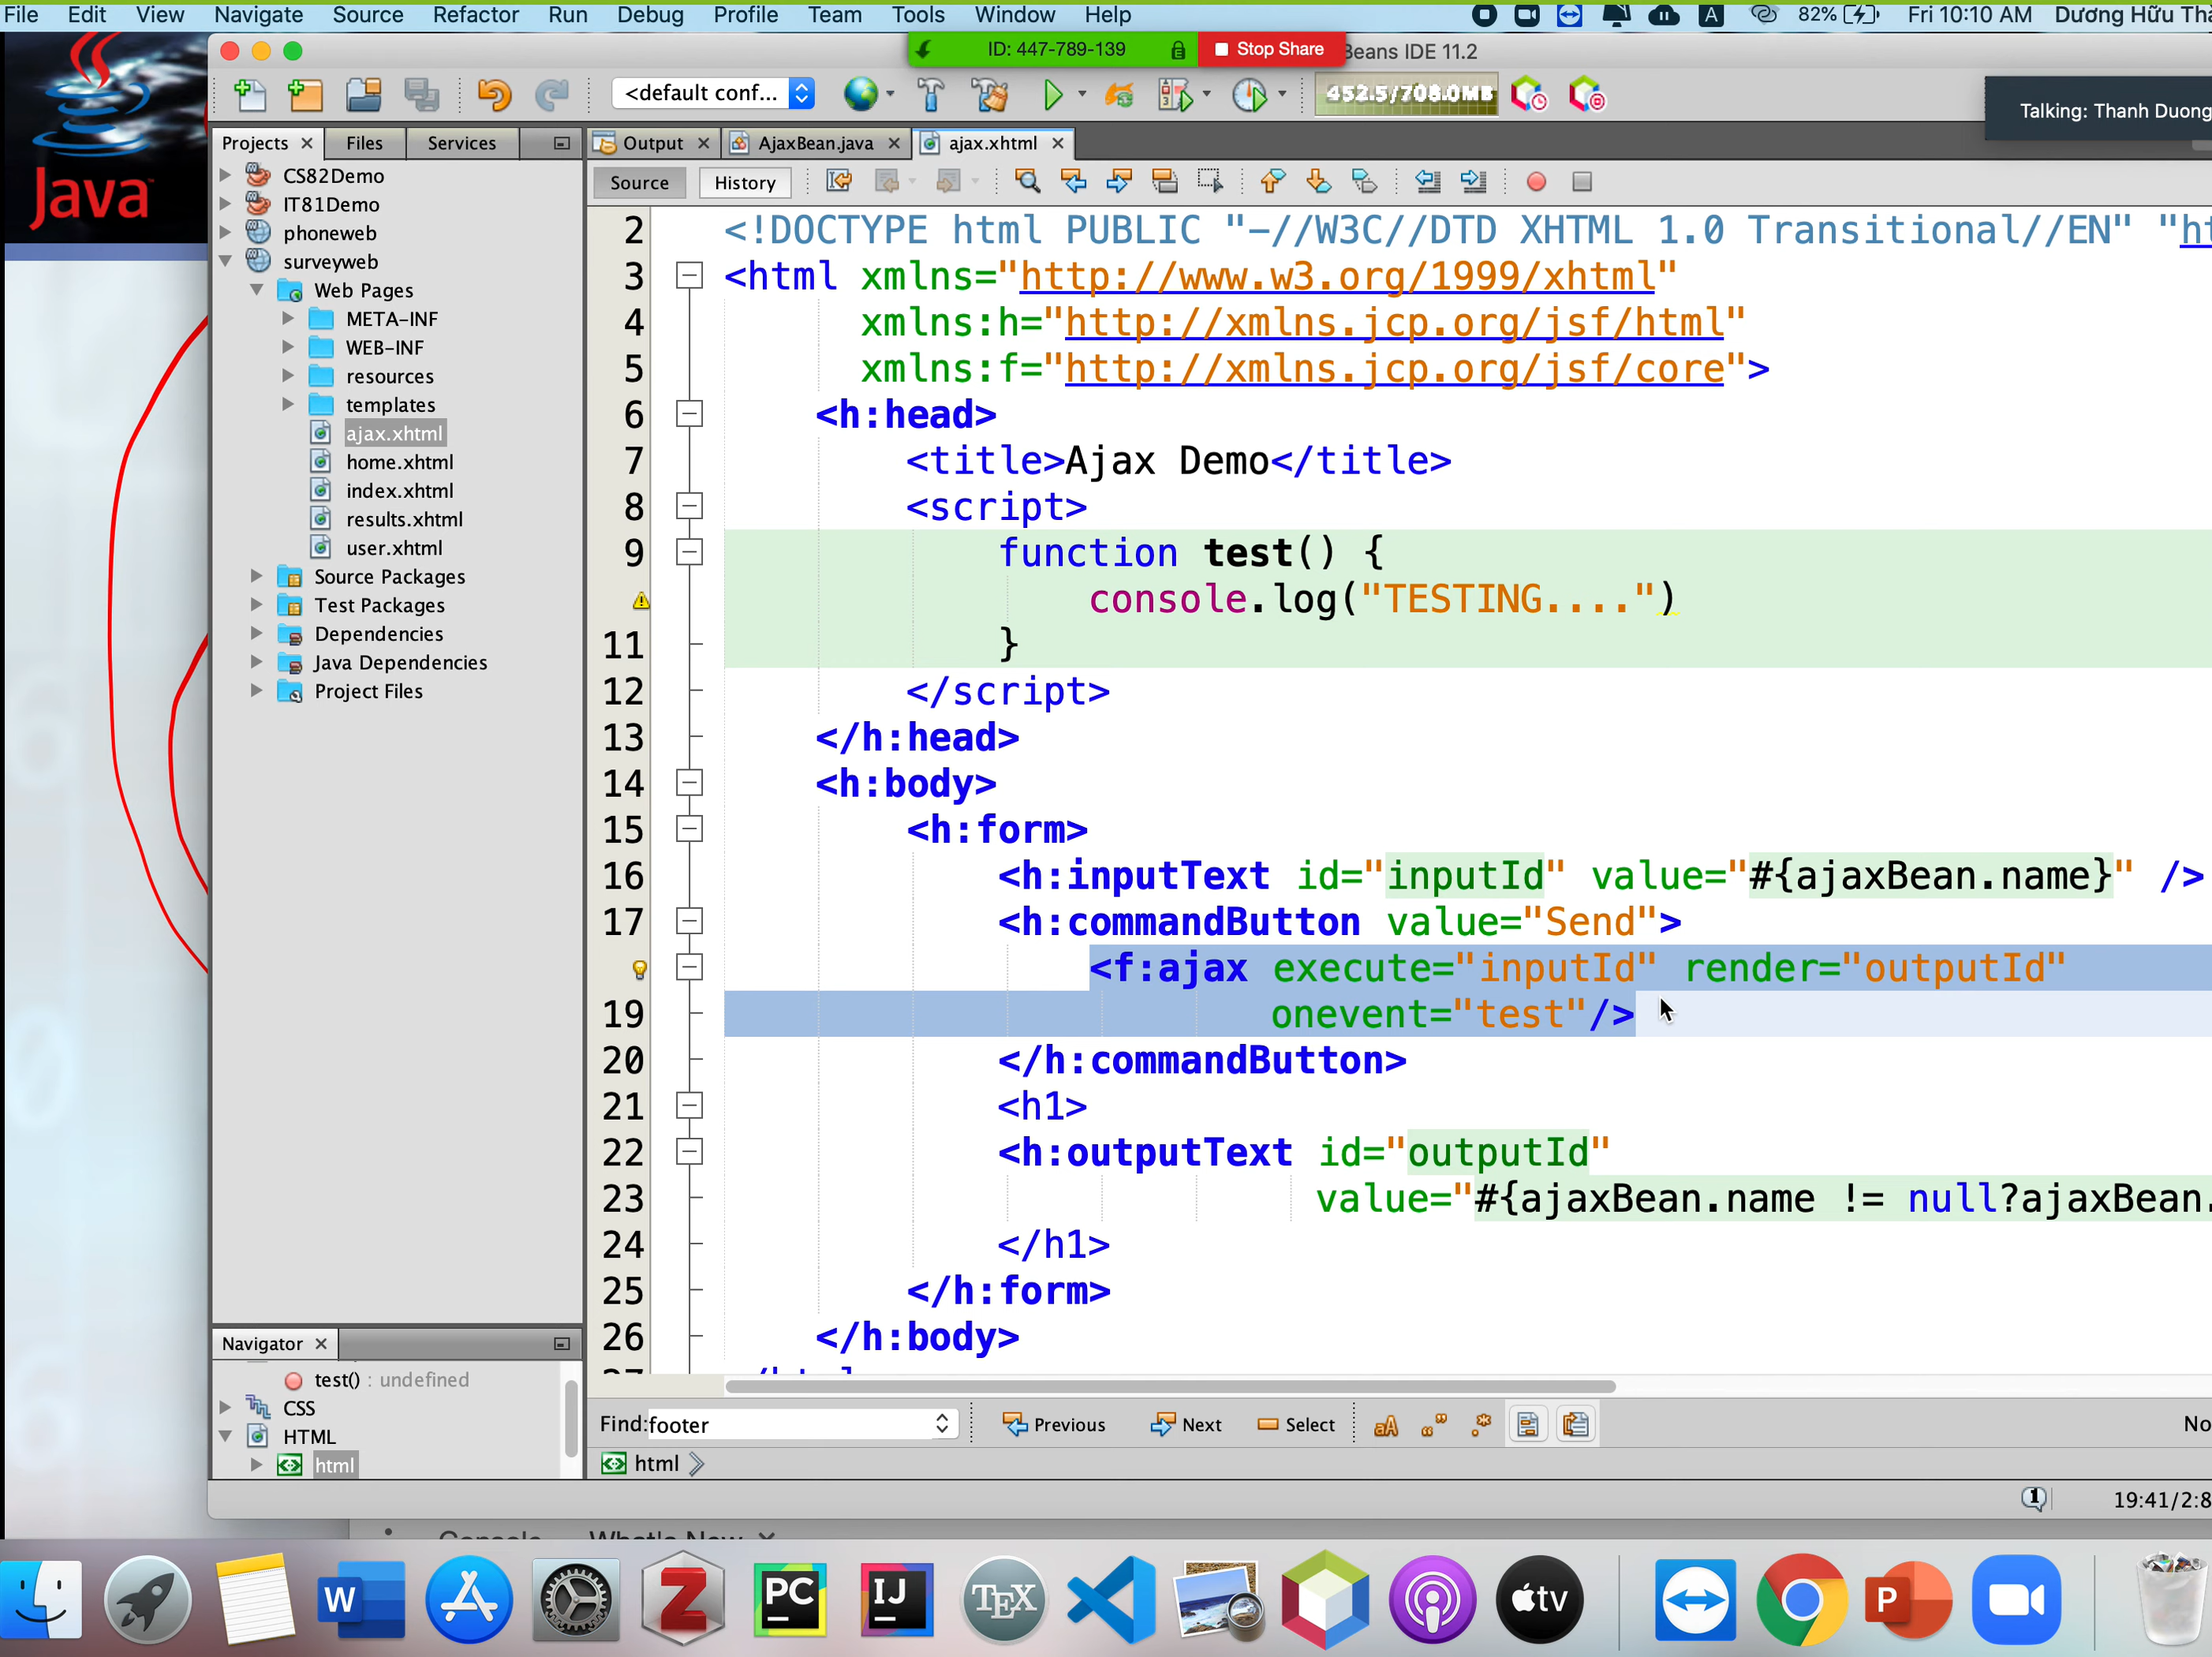 File Edit View Navigate Source Refactor Run Debug Profile Team Tools Window Help A 82% Fri 10:10 AM Dương Hữu
ID: 447-789-139 Stop Share Beans IDE 11.2
<default conf... 452.5/708.0MB
Talking: Thanh Duong
Java
Projects Files Services Output AjaxBean.java ajax.xhtml
Source History
CS82Demo
IT81Demo
phoneweb
surveyweb
Web Pages
META-INF
WEB-INF
resources
templates
ajax.xhtml
home.xhtml
index.xhtml
results.xhtml
user.xhtml
Source Packages
Test Packages
Dependencies
Java Dependencies
Project Files
2 <!DOCTYPE html PUBLIC "-//W3C//DTD XHTML 1.0 Transitional//EN" "ht
3 <html xmlns="http://www.w3.org/1999/xhtml"
4 xmlns:h="http://xmlns.jcp.org/jsf/html"
5 xmlns:f="http://xmlns.jcp.org/jsf/core">
6 <h:head>
7 <title>Ajax Demo</title>
8 <script>
9 function test() {
console.log("TESTING....")
11 }
12 </script>
13 </h:head>
14 <h:body>
15 <h:form>
16 <h:inputText id="inputId" value="#{ajaxBean.name}" />
17 <h:commandButton value="Send">
<f:ajax execute="inputId" render="outputId"
19 onevent="test"/>
20 </h:commandButton>
21 <h1>
22 <h:outputText id="outputId"
23 value="#{ajaxBean.name != null?ajaxBean.
24 </h1>
25 </h:form>
26 </h:body>
Navigator
test() : undefined
CSS
HTML
html
Find: footer Previous Next Select No
html
19:41/2:8
Console What's New
W Z PC IJ TEX tv P